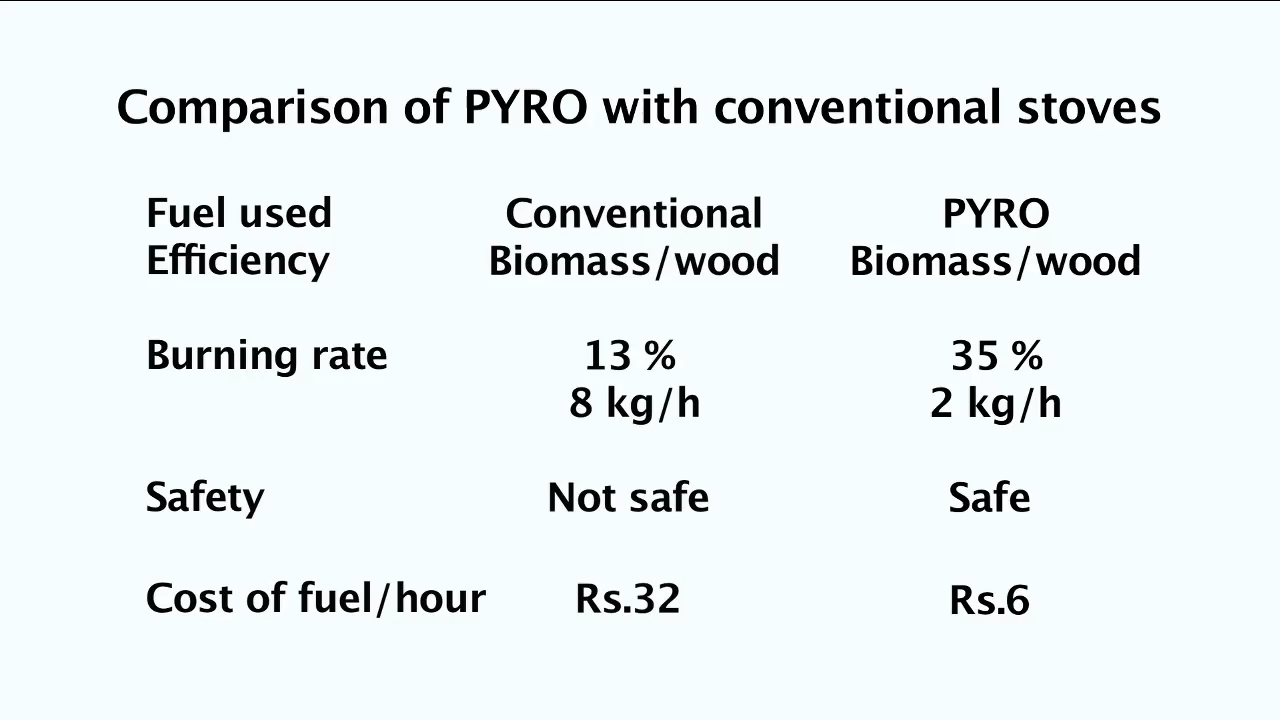 Comparison of PYRO with conventional stoves
Fuel used Conventional PYRO
Efficiency Biomass/wood Biomass/wood
Burning rate 13 % 35 %
8 kg/h 2 kg/h
Safety Not safe Safe
Cost of fuel/hour Rs.32 Rs.6